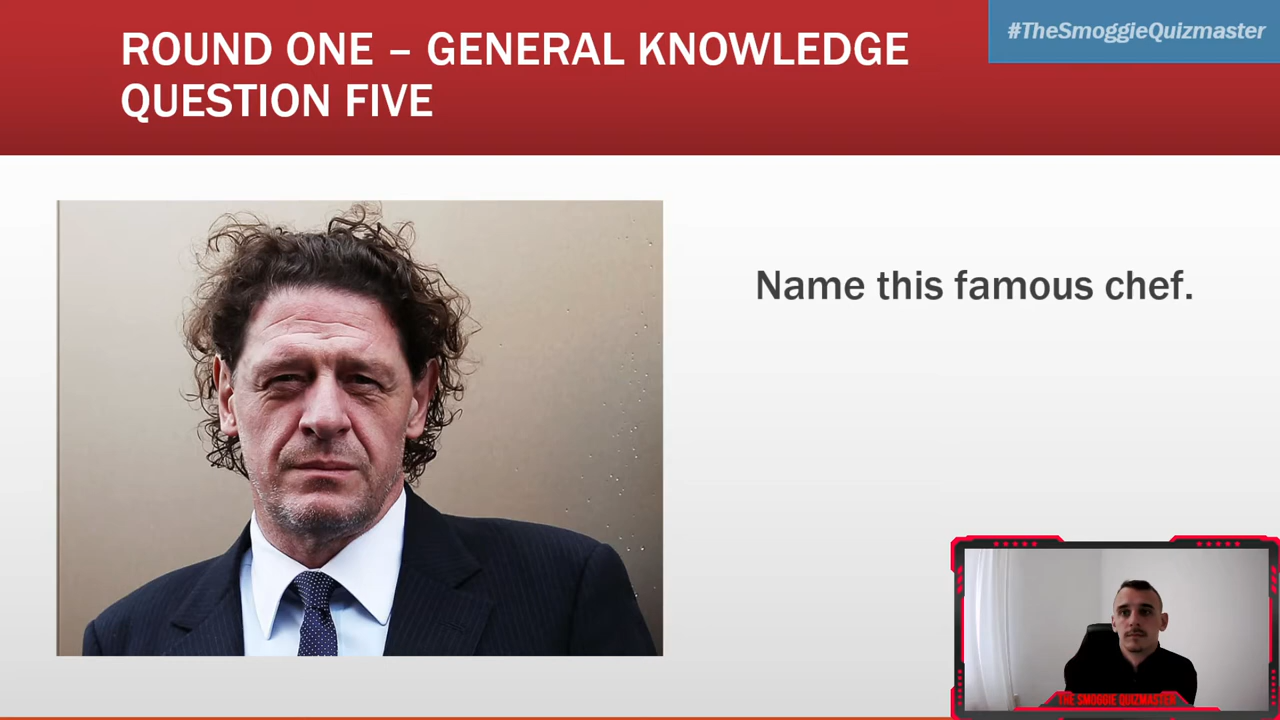 #TheSmoggieQuizmaster
ROUND ONE – GENERAL KNOWLEDGE
QUESTION FIVE
Name this famous chef.
THE SMOGGIE QUIZMASTER